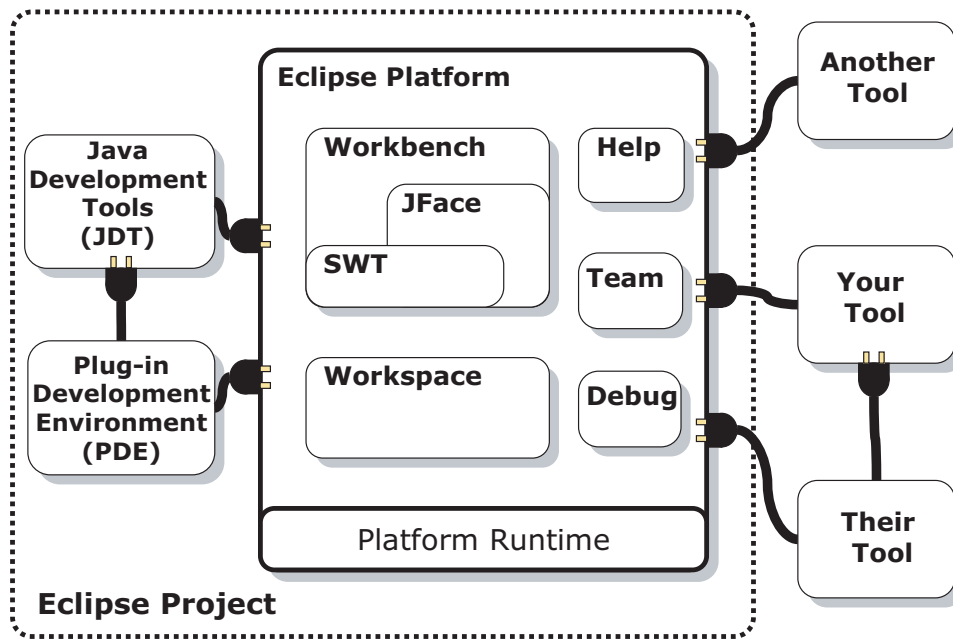 Eclipse Platform
Another
Tool
Workbench
Help
Java
Development
Tools
(JDT)
JFace
SWT
Team
Your
Tool
Plug-in
Development
Environment
(PDE)
Workspace
Debug
Their
Tool
Platform Runtime
Eclipse Project